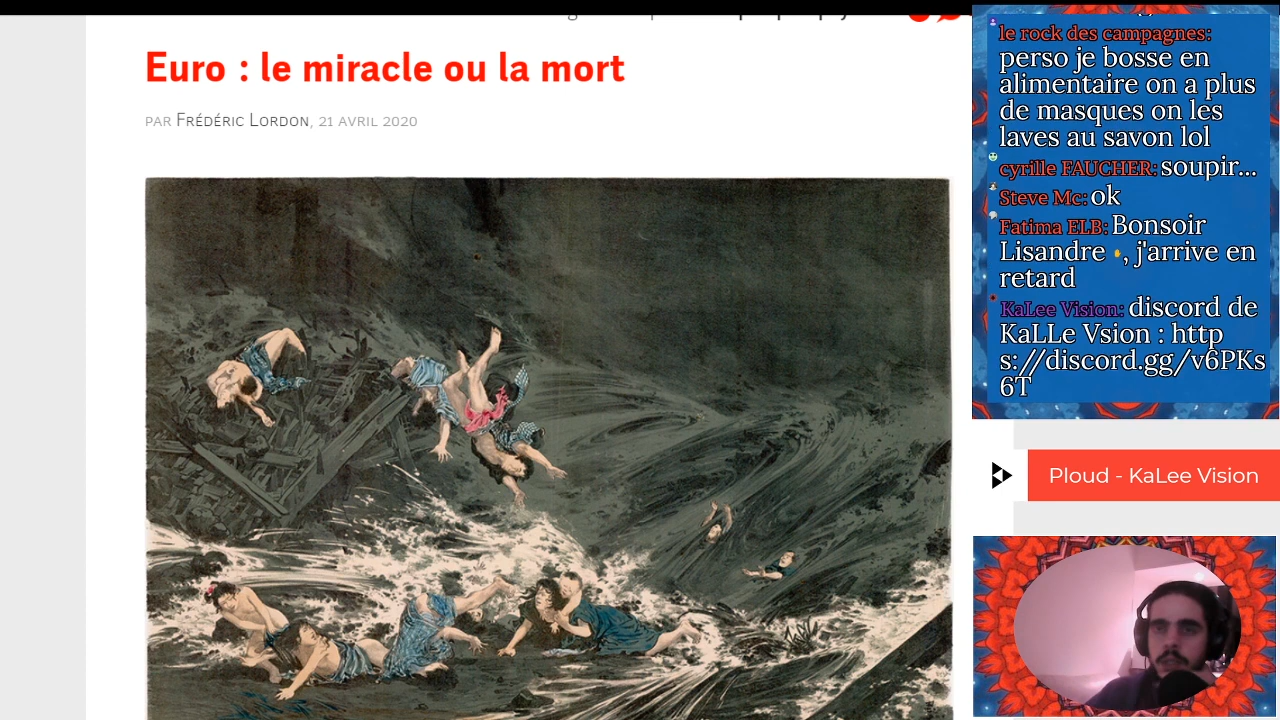 Euro : le miracle ou la mort
PAR FRÉDÉRIC LORDON, 21 AVRIL 2020
le rock des campagnes:
perso je bosse en
alimentaire on a plus
de masques on les
laves au savon lol
cyrille FAUCHER: soupir...
Steve Mc: ok
Fatima ELB: Bonsoir
Lisandre , j'arrive en
retard
KaLee Vision: discord de
KaLLe Vsion : http
s://discord.gg/v6PKs
6T
Ploud - KaLee Vision